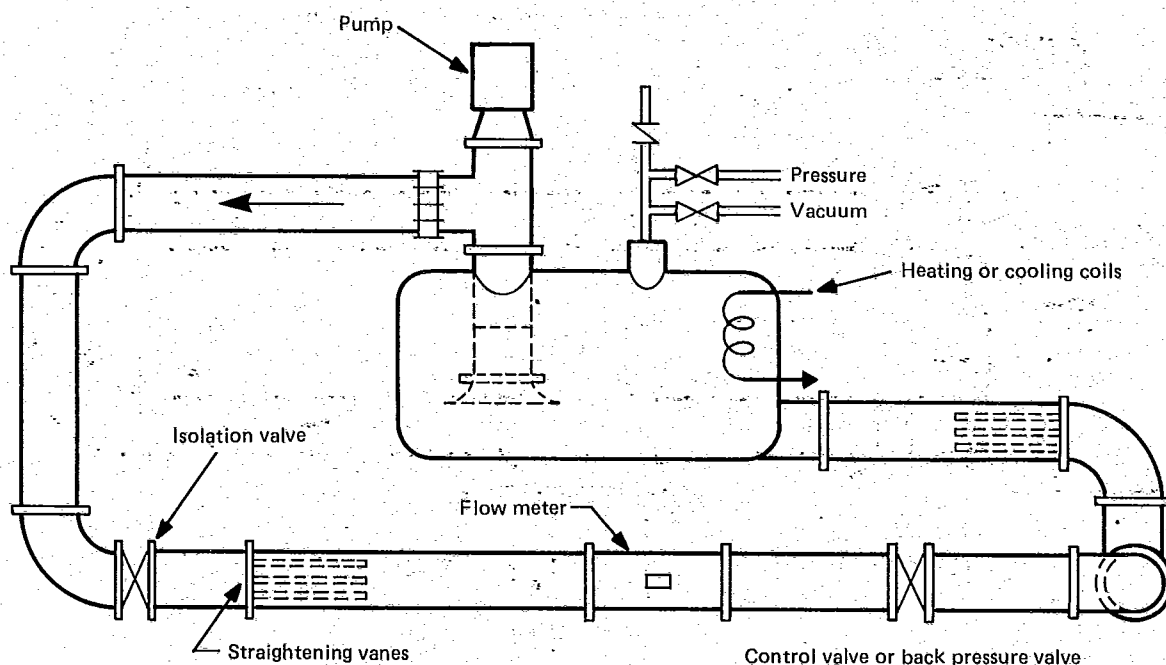 Pump
Pressure
Vacuum
Heating or cooling coils
Isolation valve
Flow meter
Straightening vanes
Control valve or back pressure valve